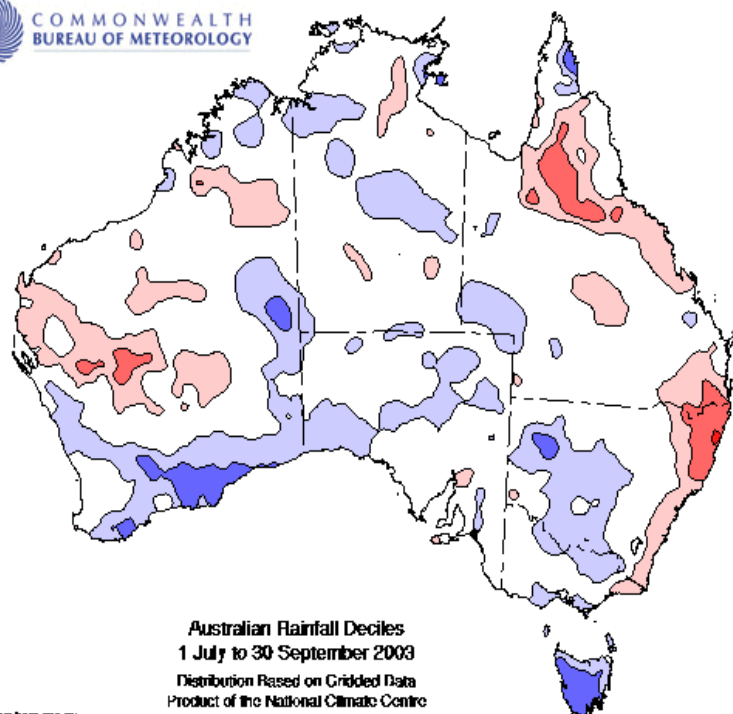 COMMONWEALTH
BUREAU OF METEOROLOGY
Australian Rainfall Deciles
1 July to 30 September 2003
Distribution Based on Gridded Data
Product of the National Climate Centre